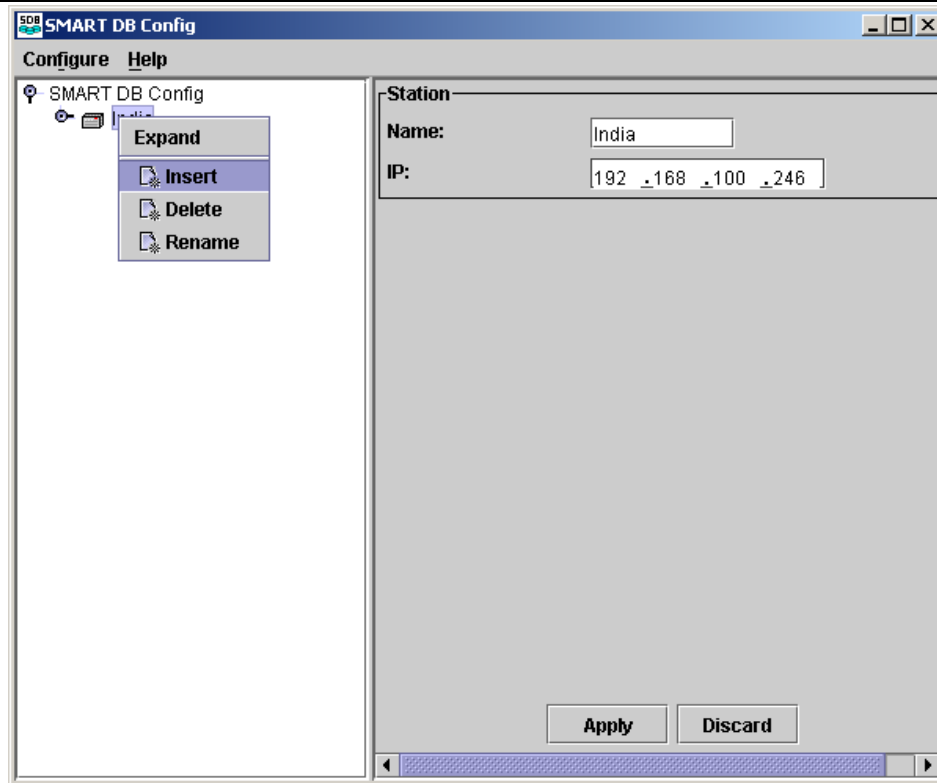 SDB SMART DB Config
Configure Help
SMART DB Config
Expand
Insert
Delete
Rename
Station
Name: India
IP: 192 .168 .100 .246
Apply Discard